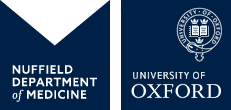 NUFFIELD
DEPARTMENT
of MEDICINE
UNIVERSITY OF
OXFORD